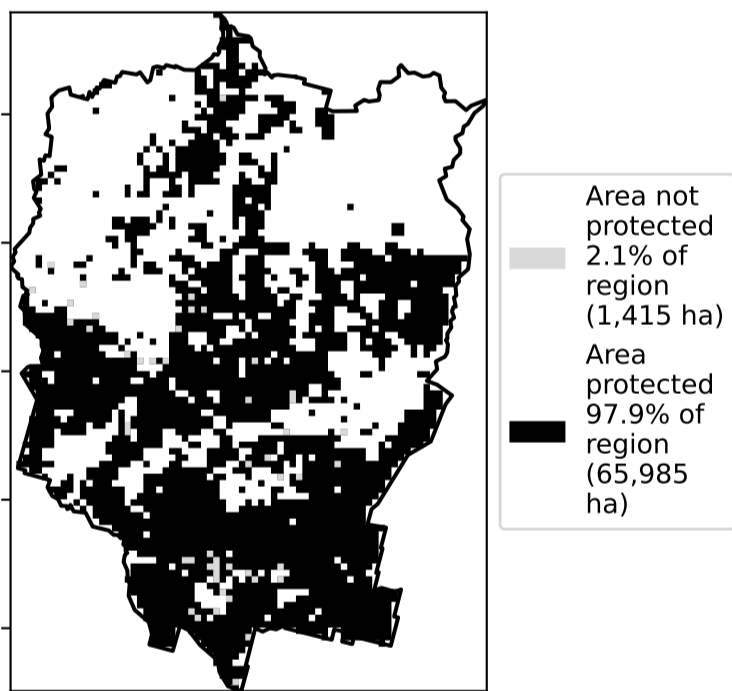 Area not
protected
2.1% of
region
(1,415 ha)
Area
protected
97.9% of
region
(65,985
ha)